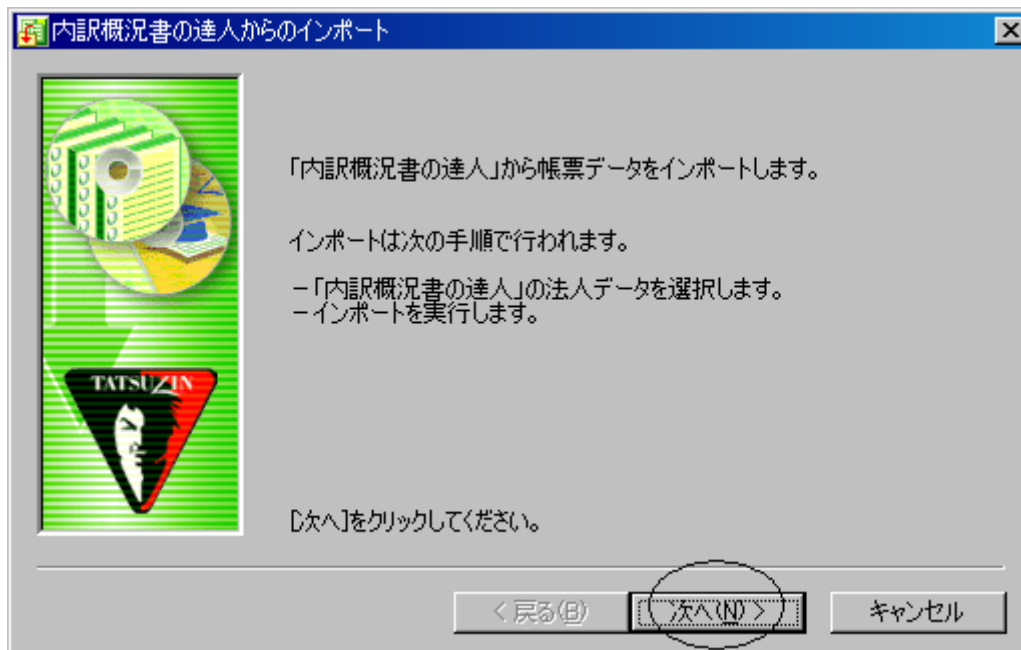 内訳概況書の達人からのインポート
「内訳概況書の達人」から帳票データをインポートします。
インポートは次の手順で行われます。
－「内訳概況書の達人」の法人データを選択します。
－インポートを実行します。
TATSUZIN
[次へ]をクリックしてください。
< 戻る(B)
次へ(N) >
キャンセル